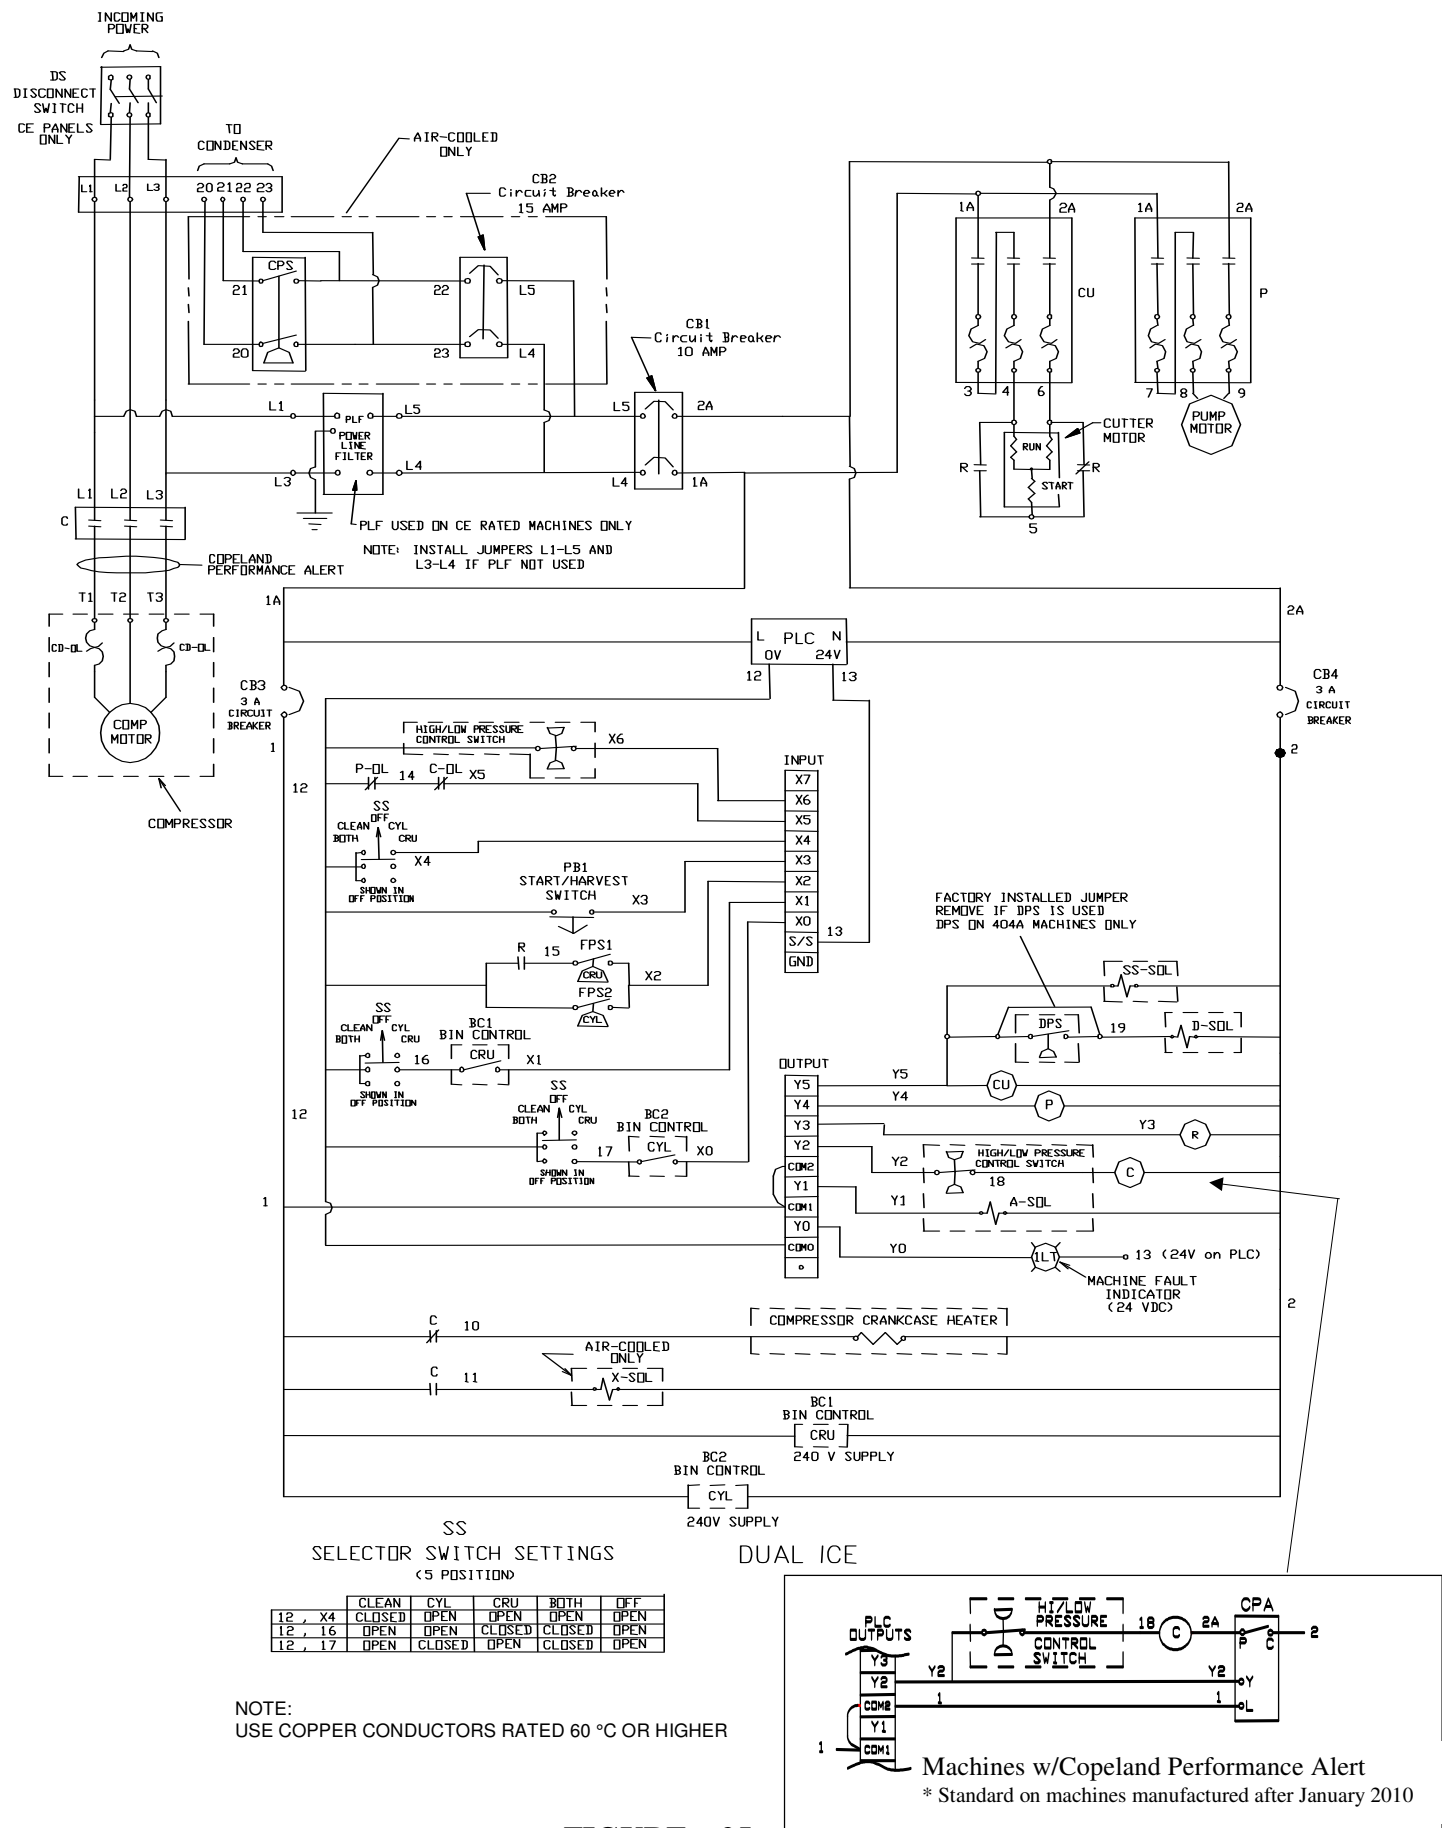 INCOMING
POWER
DS
DISCONNECT
SWITCH
CE PANELS
ONLY
TO
CONDENSER
AIR-COOLED
ONLY
CB2
Circuit Breaker
15 AMP
L1 L2 L3 20 21 22 23
1A 2A 1A 2A
CPS
21 22 L5
20 23 L4
CU
P
CB1
Circuit Breaker
10 AMP
3 4 6 7 8 9
L1 PLF L5 L5 2A
POWER
LINE
FILTER
L3 L4 L4 1A
PUMP
MOTOR
CUTTER
MOTOR
RUN
R R
START
5
L1 L2 L3
C
PLF USED ON CE RATED MACHINES ONLY
NOTE: INSTALL JUMPERS L1-L5 AND
L3-L4 IF PLF NOT USED
COPELAND
PERFORMANCE ALERT
T1 T2 T3
1A
2A
CD-OL CD-OL
L PLC N
0V 24V
12 13
CB3
3 A
CIRCUIT
BREAKER
CB4
3 A
CIRCUIT
BREAKER
COMP
MOTOR
COMPRESSOR
1
2
HIGH/LOW PRESSURE
CONTROL SWITCH
X6
INPUT
P-OL 14 C-OL X5
12
X7
X6
X5
X4
X3
X2
X1
X0
S/S
GND
13
SS
OFF
CLEAN CYL
BOTH CRU
X4
SHOWN IN
OFF POSITION
PB1
START/HARVEST
SWITCH
X3
R 15 FPS1
CRU
X2
FPS2
CYL
FACTORY INSTALLED JUMPER
REMOVE IF DPS IS USED
DPS ON 404A MACHINES ONLY
SS-SOL
DPS 19 D-SOL
SS
OFF
CLEAN CYL
BOTH CRU
16
SHOWN IN
OFF POSITION
BC1
BIN CONTROL
CRU
X1
12
SS
OFF
CLEAN CYL
BOTH CRU
17
SHOWN IN
OFF POSITION
BC2
BIN CONTROL
CYL
X0
OUTPUT
Y5
Y4
Y3
Y2
COM2
Y1
COM1
Y0
COM0
Y5 CU
Y4 P
Y3 R
Y2
HIGH/LOW PRESSURE
CONTROL SWITCH
18
C
Y1 A-SOL
1
Y0 1LT 13 (24V on PLC)
MACHINE FAULT
INDICATOR
(24 VDC)
2
C 10 COMPRESSOR CRANKCASE HEATER
AIR-COOLED
ONLY
C 11 X-SOL
BC1
BIN CONTROL
CRU
240 V SUPPLY
BC2
BIN CONTROL
CYL
240V SUPPLY
SS
SELECTOR SWITCH SETTINGS
(5 POSITION)
DUAL ICE
CLEAN CYL CRU BOTH OFF
12 , X4 CLOSED OPEN OPEN OPEN OPEN
12 , 16 OPEN OPEN CLOSED CLOSED OPEN
12 , 17 OPEN CLOSED OPEN CLOSED OPEN
NOTE:
USE COPPER CONDUCTORS RATED 60 °C OR HIGHER
PLC
OUTPUTS
HI/LOW
PRESSURE
CONTROL
SWITCH
18 C 2A
CPA
P C 2
Y3
Y2 Y2 Y2 Y
COM2 1 1 L
Y1
1 COM1
Machines w/Copeland Performance Alert
* Standard on machines manufactured after January 2010